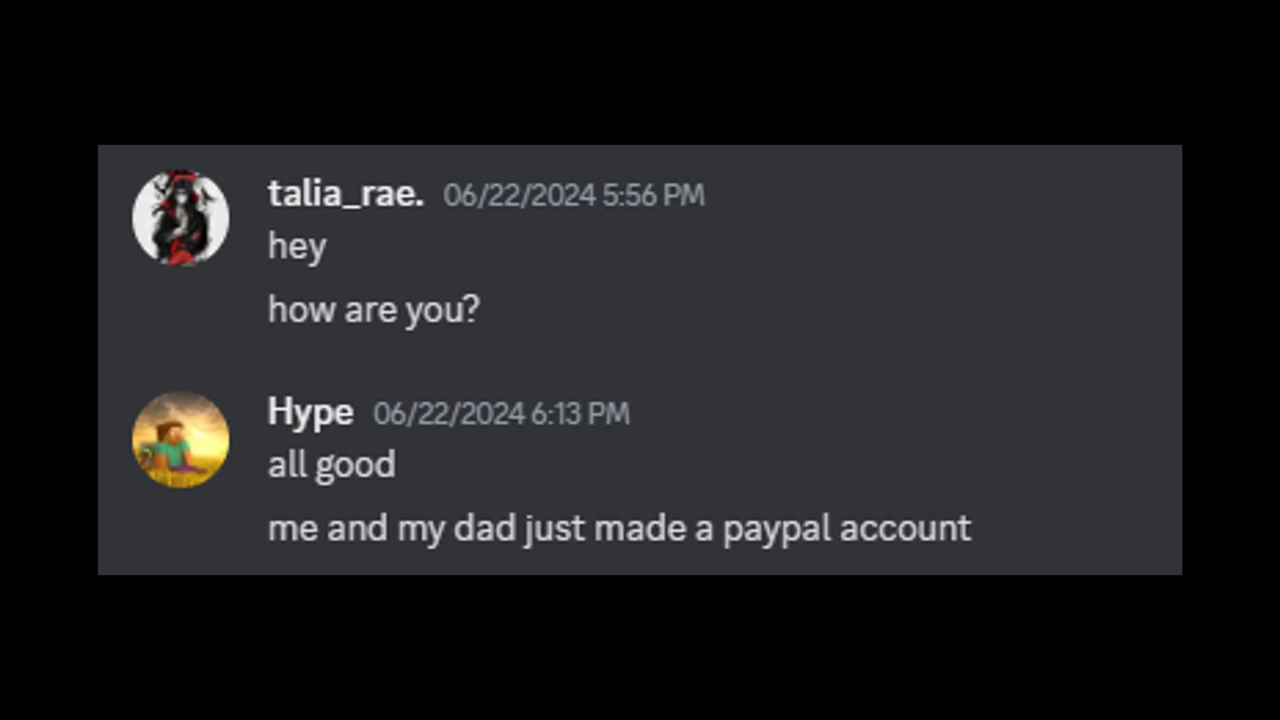 talia_rae. 06/22/2024 5:56 PM
hey
how are you?
Hype 06/22/2024 6:13 PM
all good
me and my dad just made a paypal account